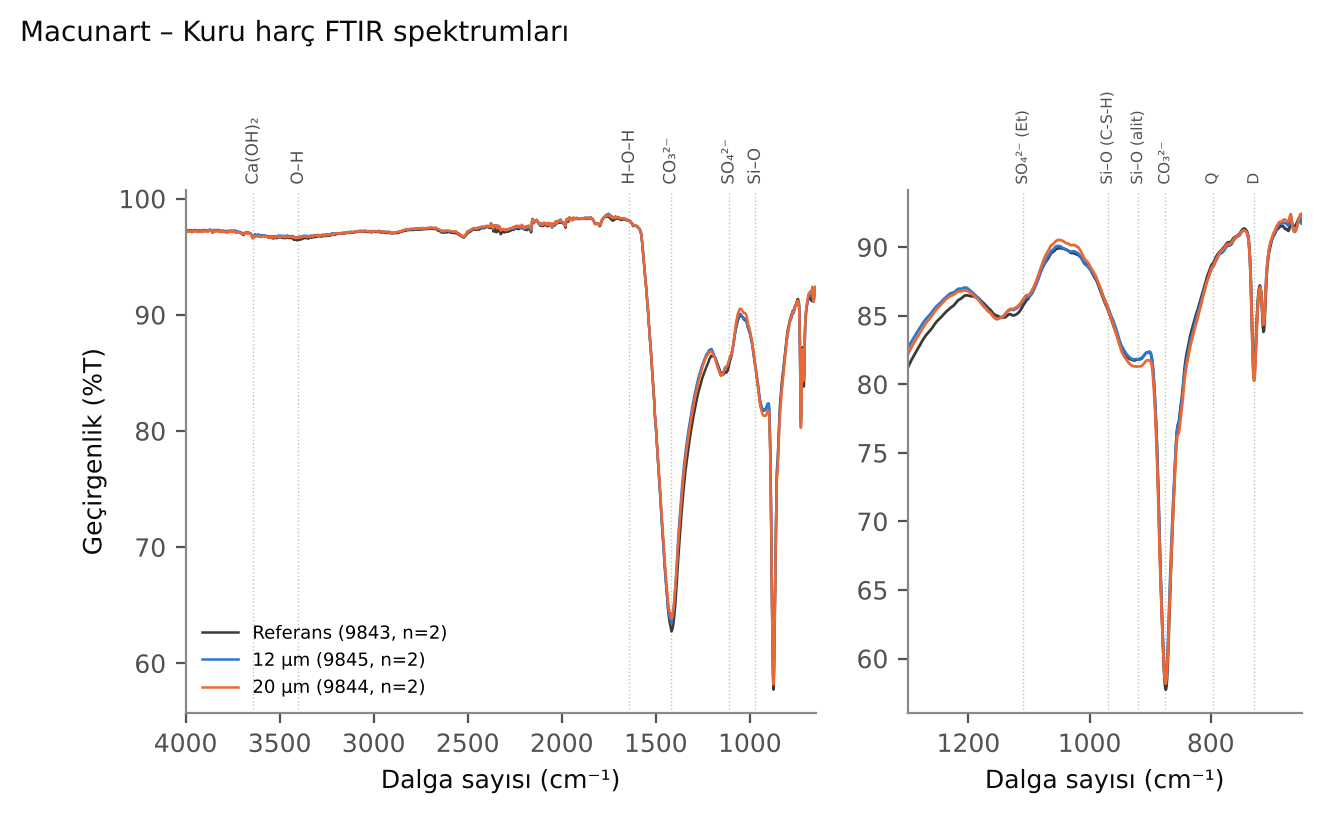 Macunart – Kuru harç FTIR spektrumları
Ca(OH)₂
O–H
H–O–H
CO₃²⁻
SO₄²⁻
Si–O
SO₄²⁻ (Et)
Si–O (C-S-H)
Si–O (alit)
CO₃²⁻
Q
D
100
90
80
70
60
Geçirgenlik (%T)
Referans (9843, n=2)
12 µm (9845, n=2)
20 µm (9844, n=2)
4000 3500 3000 2500 2000 1500 1000
Dalga sayısı (cm⁻¹)
90
85
80
75
70
65
60
1200 1000 800
Dalga sayısı (cm⁻¹)